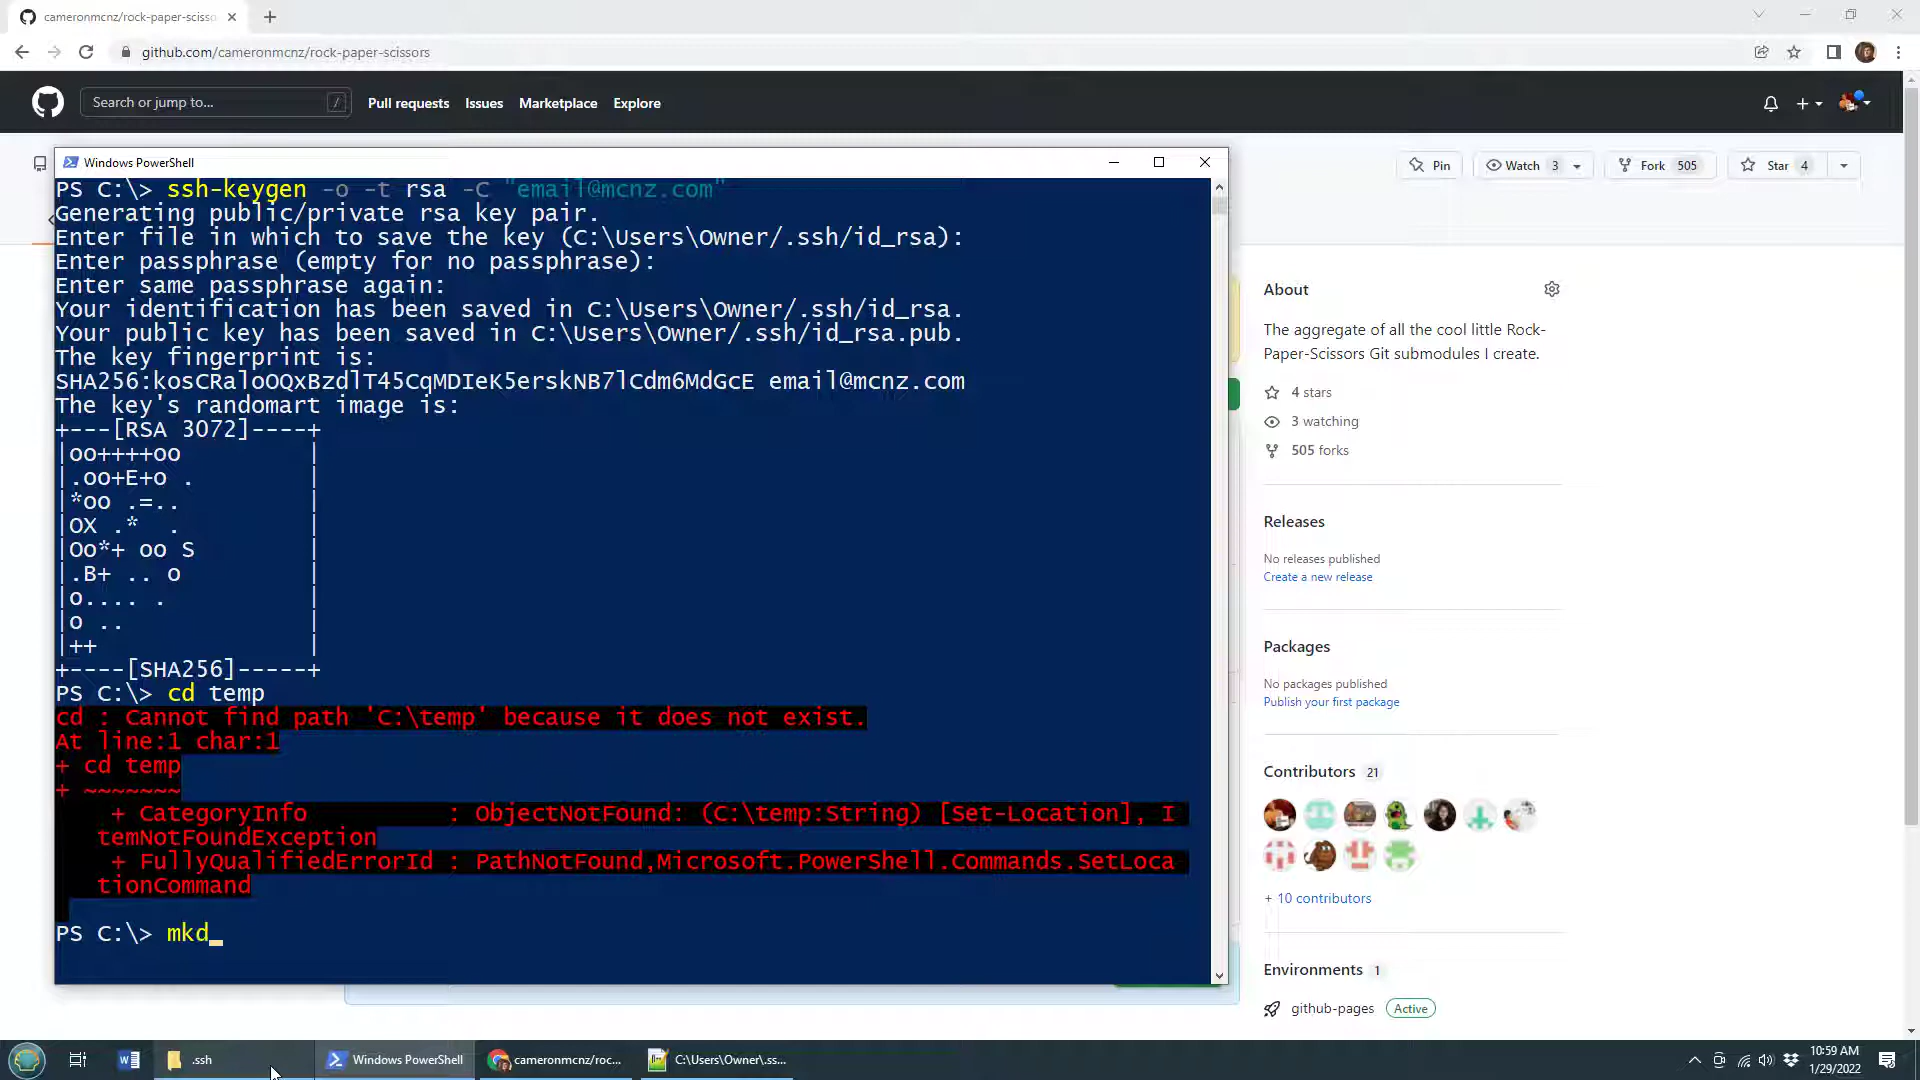 cameronmcnz/rock-paper-scisso
github.com/cameronmcnz/rock-paper-scissors
Search or jump to... /
Pull requests Issues Marketplace Explore
Pin
Watch 3
Fork 505
Star 4
Windows PowerShell
PS C:\> ssh-keygen -o -t rsa -C "email@mcnz.com"
Generating public/private rsa key pair.
Enter file in which to save the key (C:\Users\Owner/.ssh/id_rsa):
Enter passphrase (empty for no passphrase):
Enter same passphrase again:
Your identification has been saved in C:\Users\Owner/.ssh/id_rsa.
Your public key has been saved in C:\Users\Owner/.ssh/id_rsa.pub.
The key fingerprint is:
SHA256:kosCRaloOQxBzdlT45CqMDIeK5erskNB7lCdm6MdGcE email@mcnz.com
The key's randomart image is:
+---[RSA 3072]----+
|oo++++oo         |
|.oo+E+o .        |
|*oo .=..         |
|OX .*  .         |
|Oo*+ oo S        |
|.B+ .. o         |
|o.... .          |
|o ..             |
|++               |
+----[SHA256]-----+
PS C:\> cd temp
cd : Cannot find path 'C:\temp' because it does not exist.
At line:1 char:1
+ cd temp
+ ~~~~~~~
    + CategoryInfo          : ObjectNotFound: (C:\temp:String) [Set-Location], I
   temNotFoundException
    + FullyQualifiedErrorId : PathNotFound,Microsoft.PowerShell.Commands.SetLoca
   tionCommand
PS C:\> mkd_
About
The aggregate of all the cool little Rock-
Paper-Scissors Git submodules I create.
4 stars
3 watching
505 forks
Releases
No releases published
Create a new release
Packages
No packages published
Publish your first package
Contributors 21
+ 10 contributors
Environments 1
github-pages Active
.ssh
Windows PowerShell
cameronmcnz/roc...
C:\Users\Owner\.ss...
10:59 AM
1/29/2022